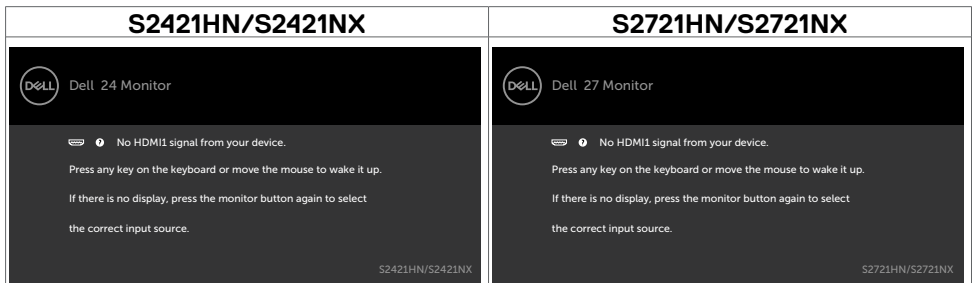 S2421HN/S2421NX
S2721HN/S2721NX
DELL
Dell 24 Monitor
No HDMI1 signal from your device.
Press any key on the keyboard or move the mouse to wake it up.
If there is no display, press the monitor button again to select
the correct input source.
S2421HN/S2421NX
DELL
Dell 27 Monitor
No HDMI1 signal from your device.
Press any key on the keyboard or move the mouse to wake it up.
If there is no display, press the monitor button again to select
the correct input source.
S2721HN/S2721NX